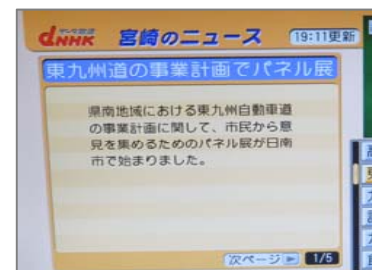 dNHK 宮崎のニュース 19:11更新
東九州道の事業計画でパネル展
県南地域における東九州自動車道
の事業計画に関して、市民から意
見を集めるためのパネル展が日南
市で始まりました。
次ページ 1/5